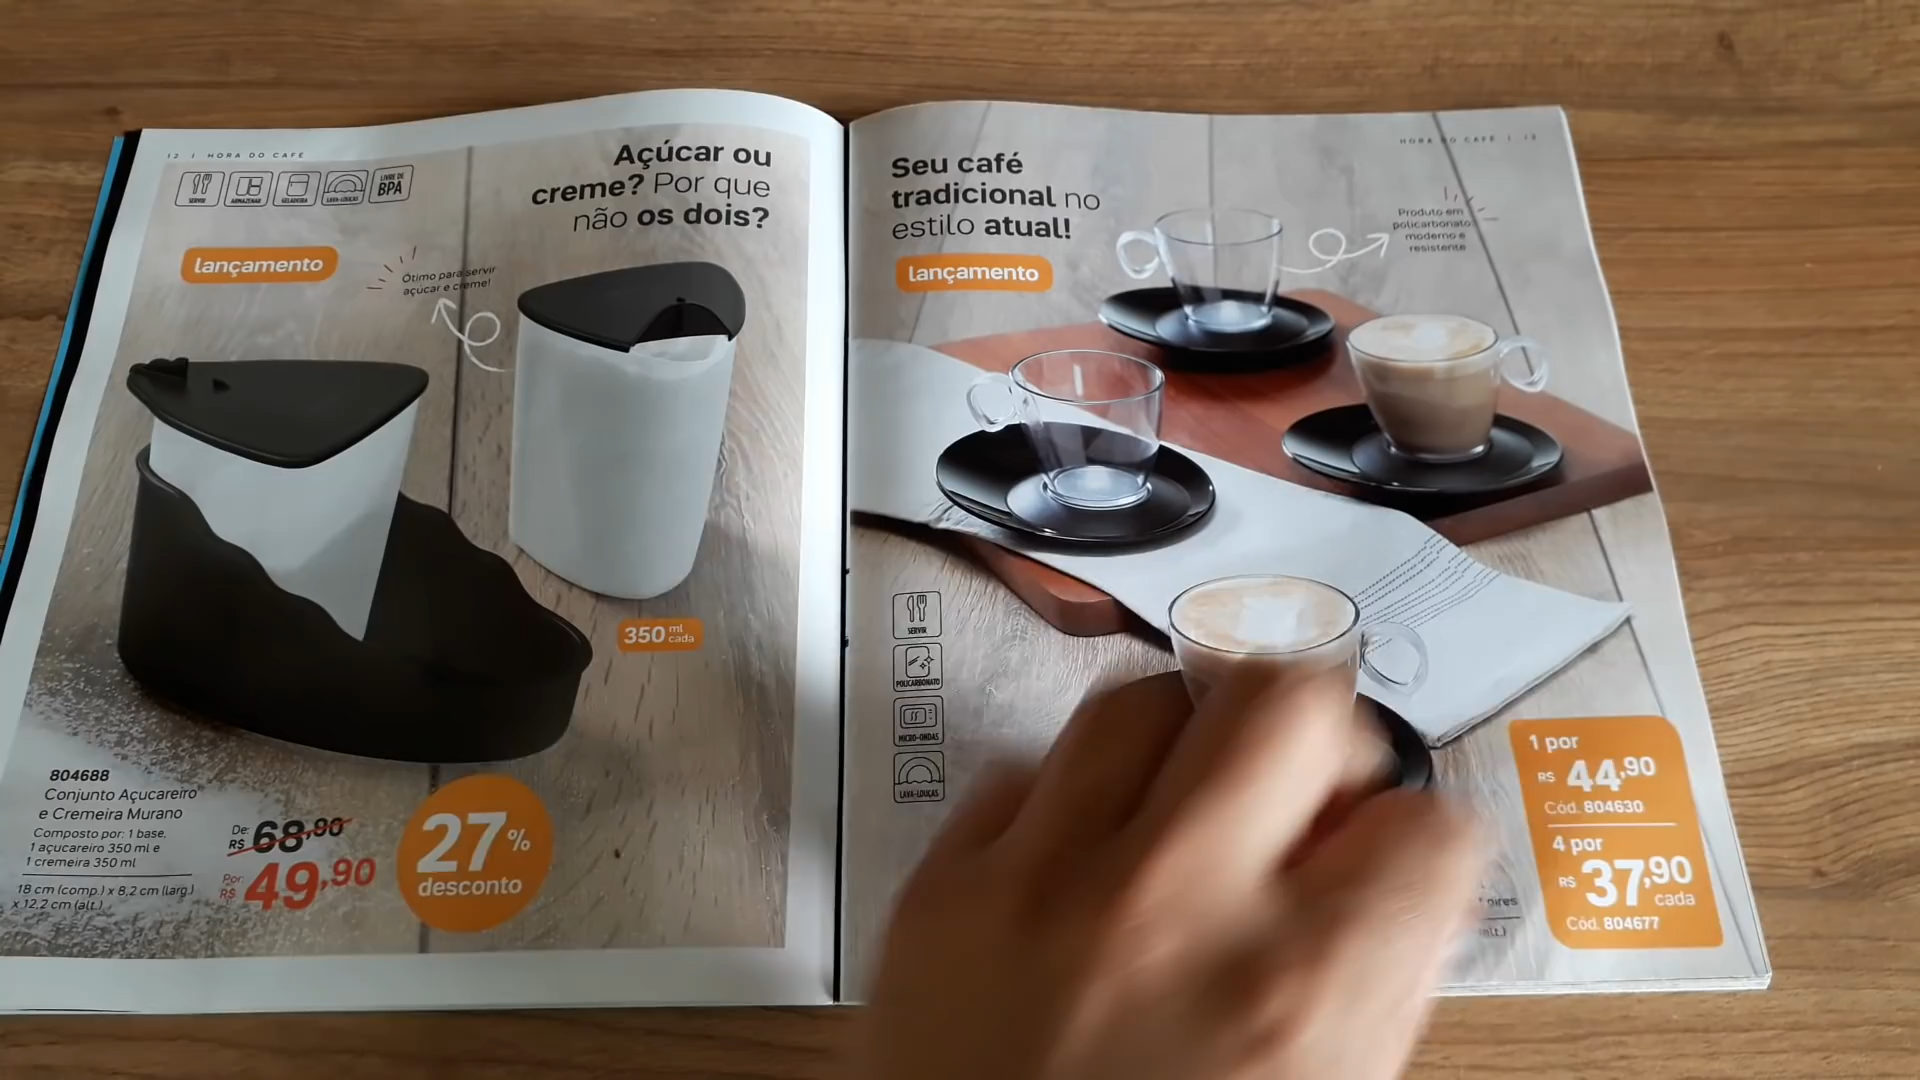 12 | HORA DO CAFÉ
SERVIR
ARMAZENAR
GELADEIRA
LAVA-LOUÇAS
LIVRE DE
BPA
Açúcar ou
creme? Por que
não os dois?
lançamento
Ótimo para servir
açúcar e creme!
350 ml
cada
804688
Conjunto Açucareiro
e Cremeira Murano
Composto por: 1 base,
1 açucareiro 350 ml e
1 cremeira 350 ml
18 cm (comp.) x 8,2 cm (larg.)
x 12,2 cm (alt.)
De:
R$ 68,90
Por:
R$ 49,90
27%
desconto
HORA DO CAFÉ | 13
Seu café
tradicional no
estilo atual!
lançamento
Produto em
policarbonato,
moderno e
resistente
SERVIR
POLICARBONATO
MICRO-ONDAS
LAVA-LOUÇAS
1 por
R$ 44,90
Cód. 804630
4 por
R$ 37,90
cada
Cód. 804677